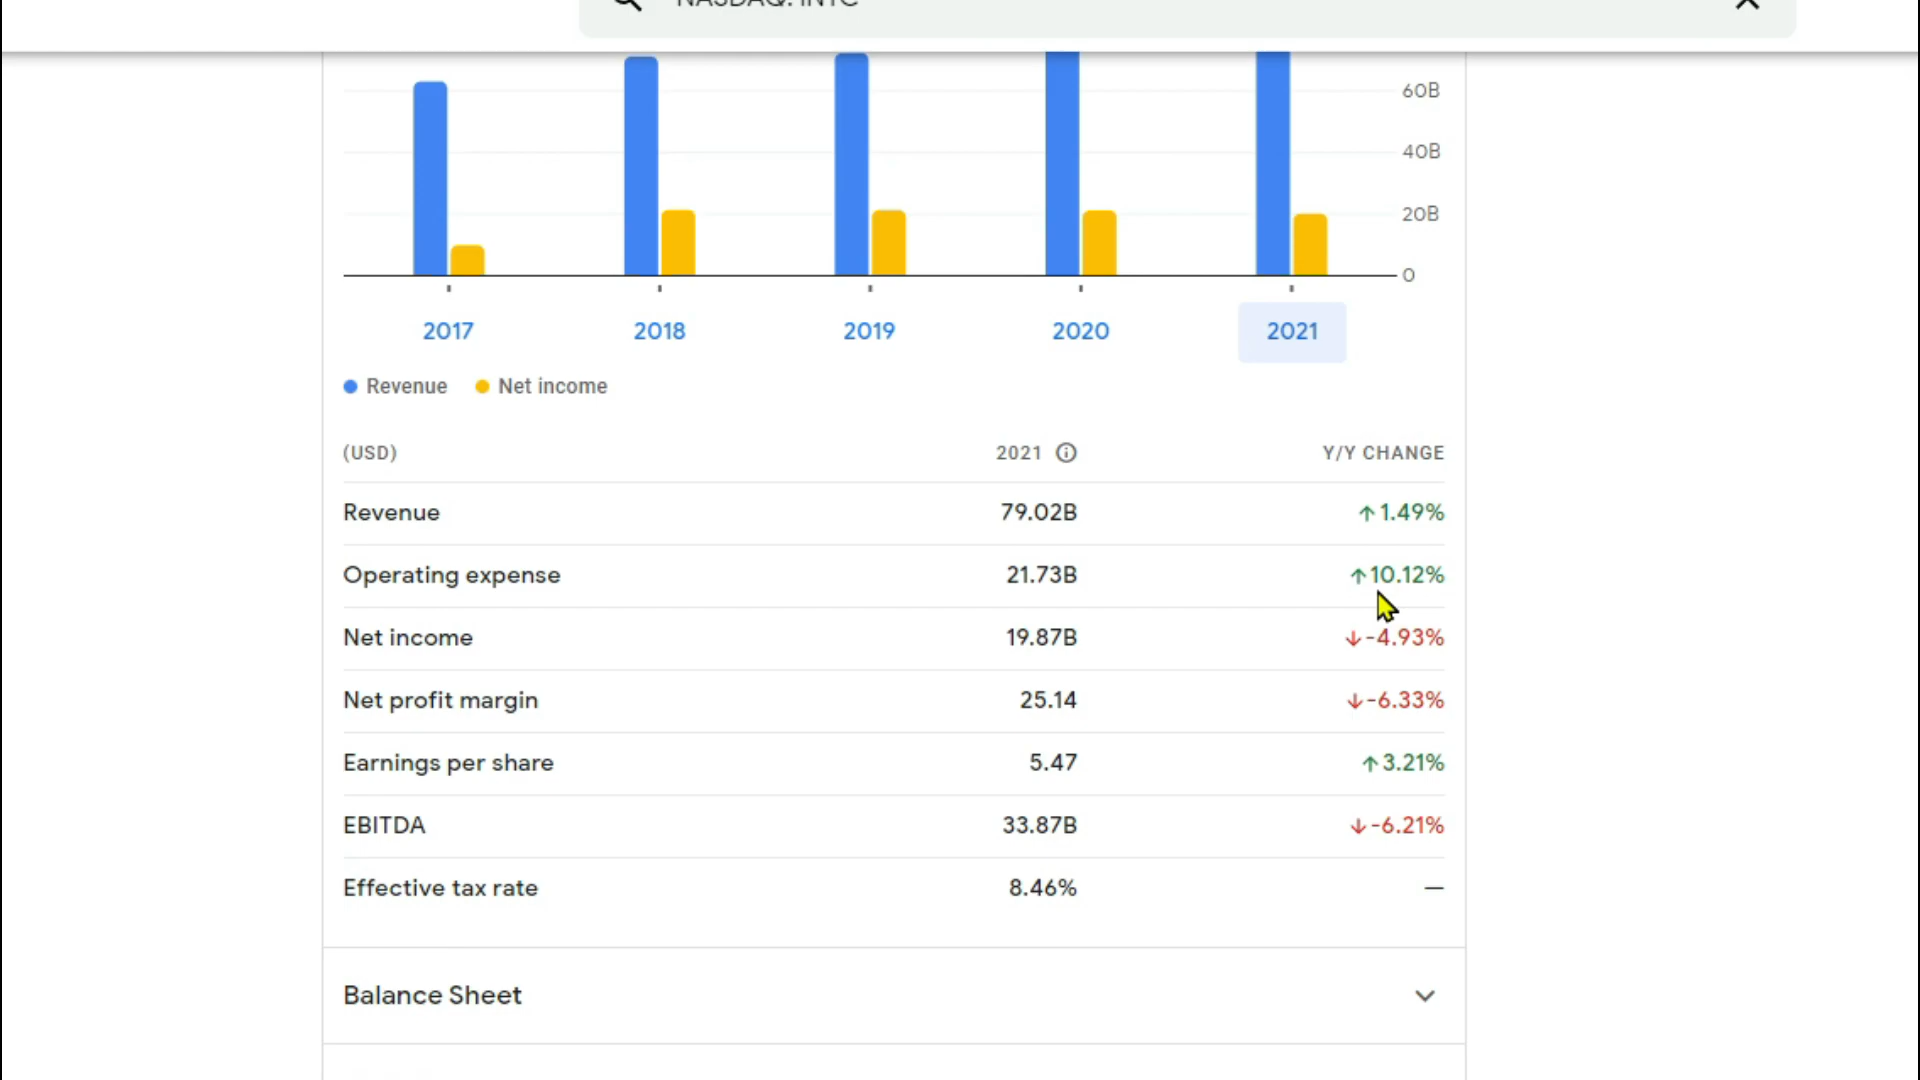 NASDAQ: INTC
60B
40B
20B
0
2017 2018 2019 2020 2021
Revenue Net income
(USD) 2021 Y/Y CHANGE
Revenue 79.02B ↑1.49%
Operating expense 21.73B ↑10.12%
Net income 19.87B ↓-4.93%
Net profit margin 25.14 ↓-6.33%
Earnings per share 5.47 ↑3.21%
EBITDA 33.87B ↓-6.21%
Effective tax rate 8.46% —
Balance Sheet